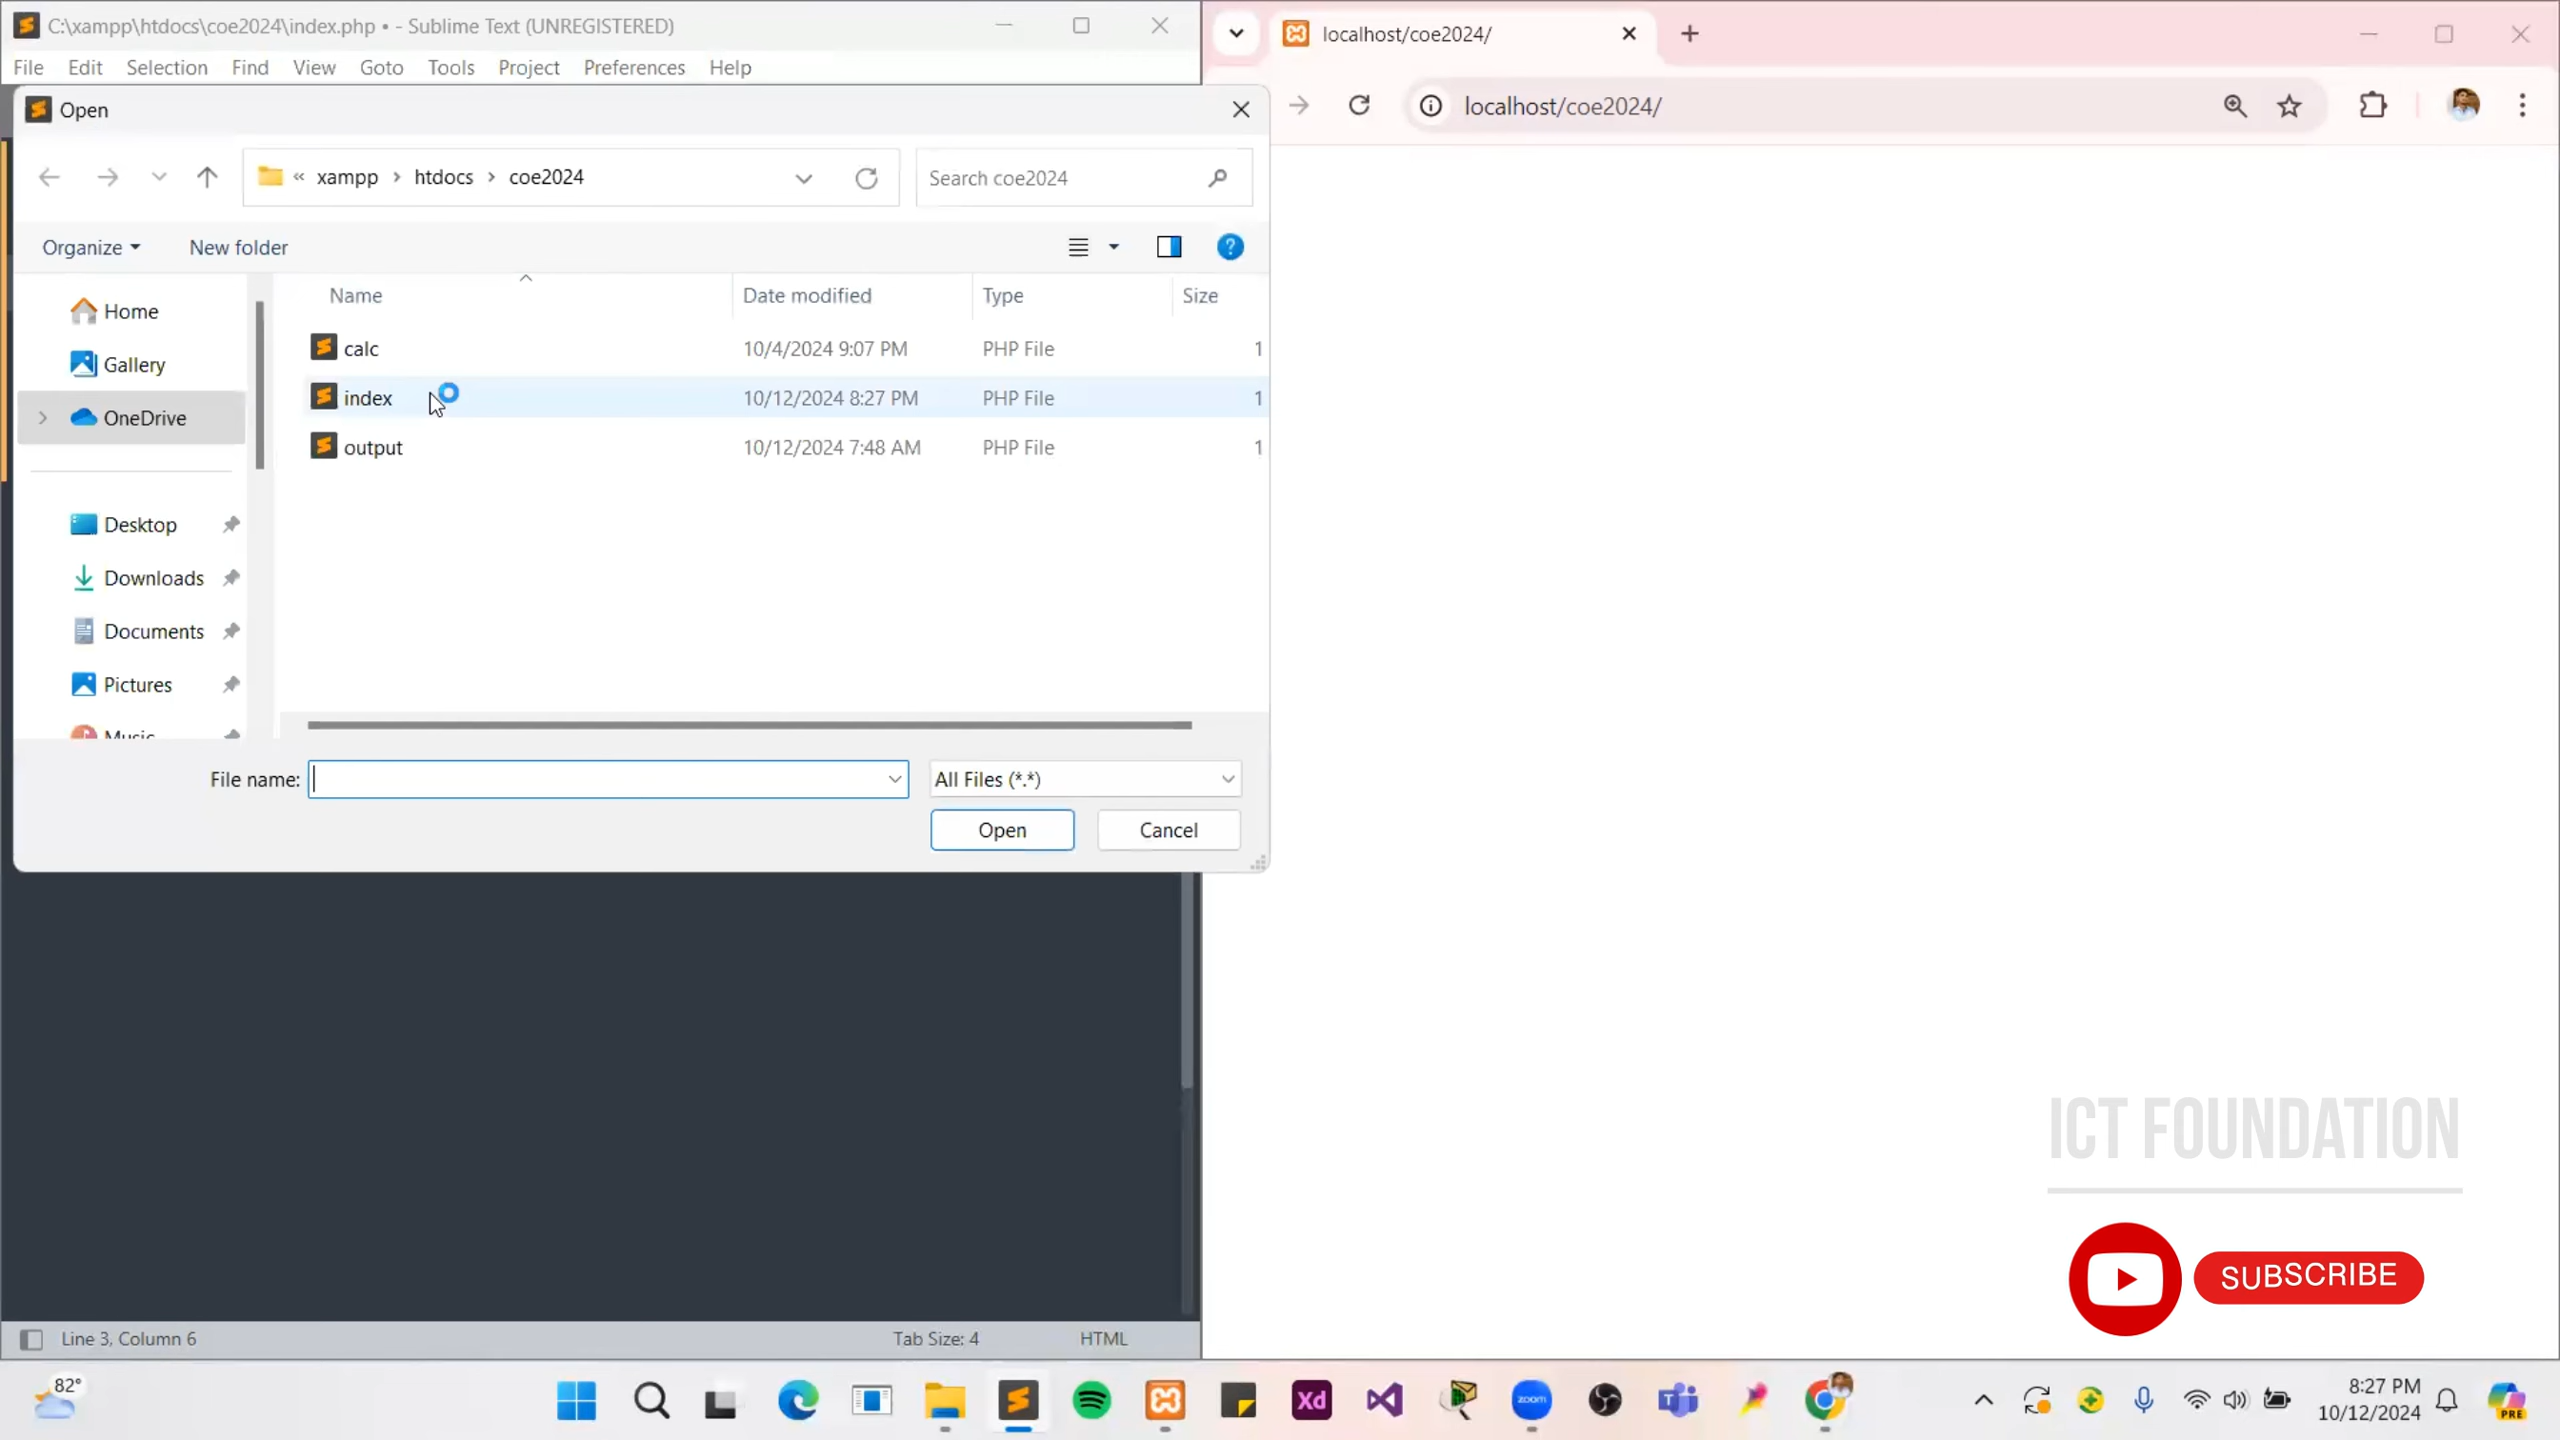 C:\xampp\htdocs\coe2024\index.php • - Sublime Text (UNREGISTERED)
File Edit Selection Find View Goto Tools Project Preferences Help
localhost/coe2024/
localhost/coe2024/
Open
« xampp › htdocs › coe2024
Search coe2024
Organize New folder
Name Date modified Type Size
calc 10/4/2024 9:07 PM PHP File 1
index 10/12/2024 8:27 PM PHP File 1
output 10/12/2024 7:48 AM PHP File 1
Home
Gallery
OneDrive
Desktop
Downloads
Documents
Pictures
Music
File name: All Files (*.*)
Open Cancel
ICT FOUNDATION
SUBSCRIBE
Line 3, Column 6 Tab Size: 4 HTML
82°
Xd
zoom
PRE
8:27 PM
10/12/2024